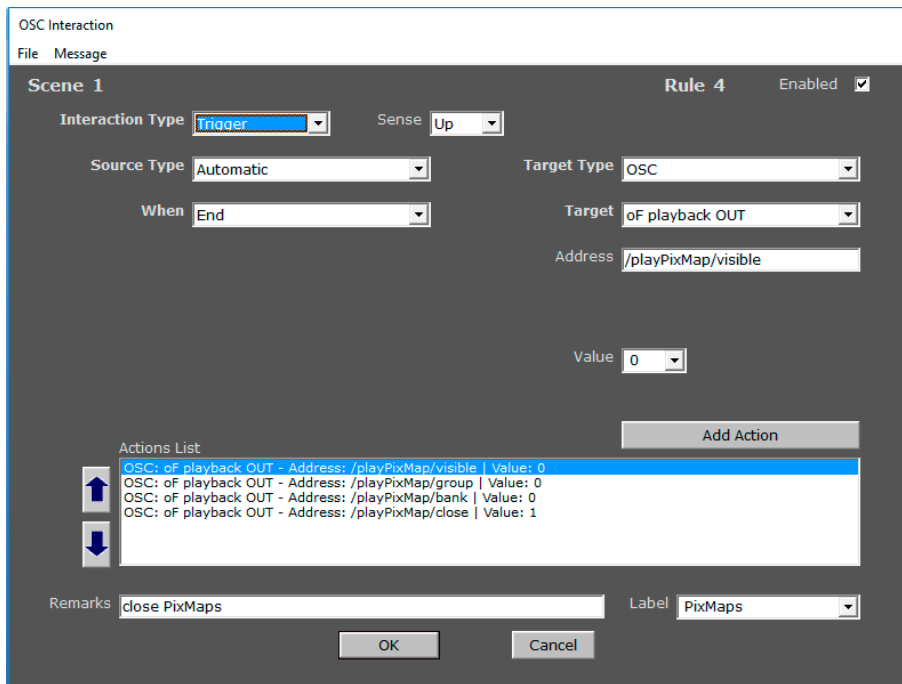 OSC Interaction
File Message
Scene 1 Rule 4 Enabled
Interaction Type Trigger Sense Up
Source Type Automatic Target Type OSC
When End Target oF playback OUT
Address /playPixMap/visible
Value 0
Add Action
Actions List
OSC: oF playback OUT - Address: /playPixMap/visible | Value: 0
OSC: oF playback OUT - Address: /playPixMap/group | Value: 0
OSC: oF playback OUT - Address: /playPixMap/bank | Value: 0
OSC: oF playback OUT - Address: /playPixMap/close | Value: 1
Remarks close PixMaps Label PixMaps
OK Cancel